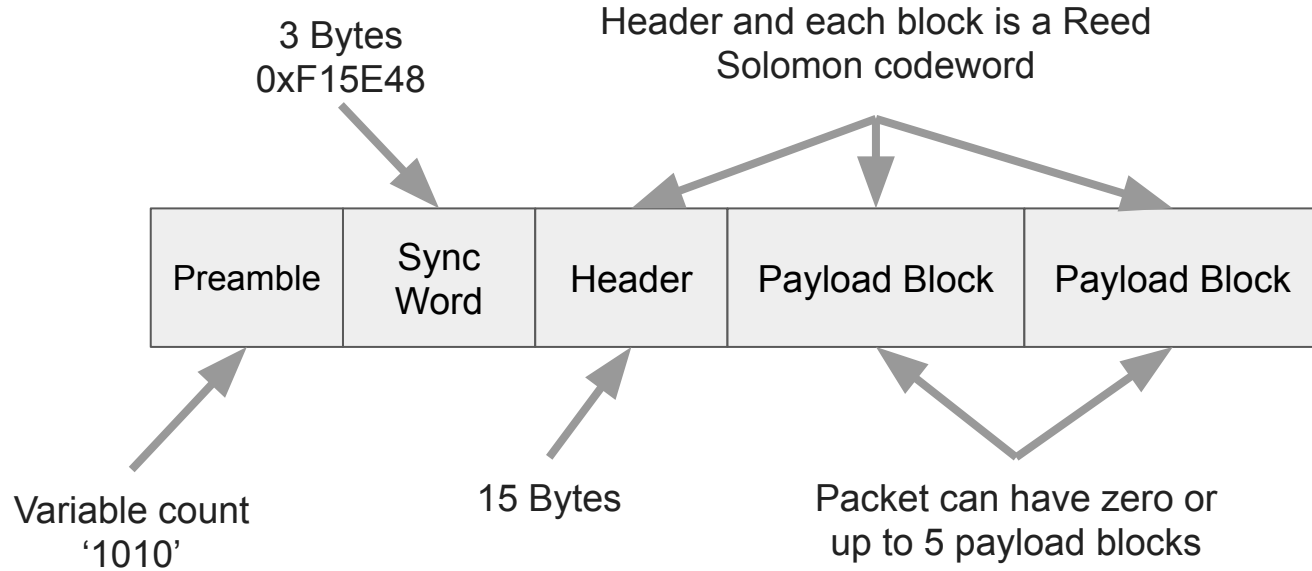 3 Bytes
0xF15E48
Header and each block is a Reed
Solomon codeword
Preamble
Sync
Word
Header
Payload Block
Payload Block
Variable count
‘1010’
15 Bytes
Packet can have zero or
up to 5 payload blocks